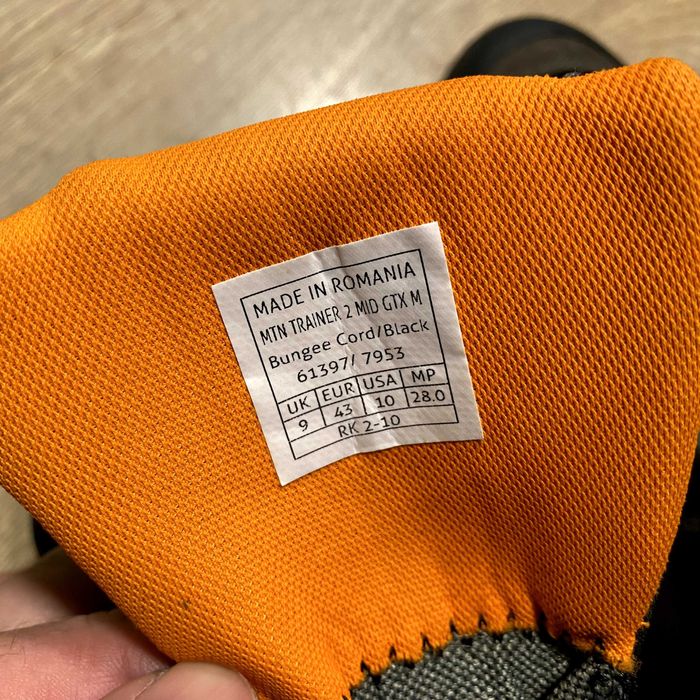 MADE IN ROMANIA
MTN TRAINER 2 MID GTX M
Bungee Cord/Black
61397/ 7953
UK EUR USA MP
9 43 10 28.0
RK 2-10